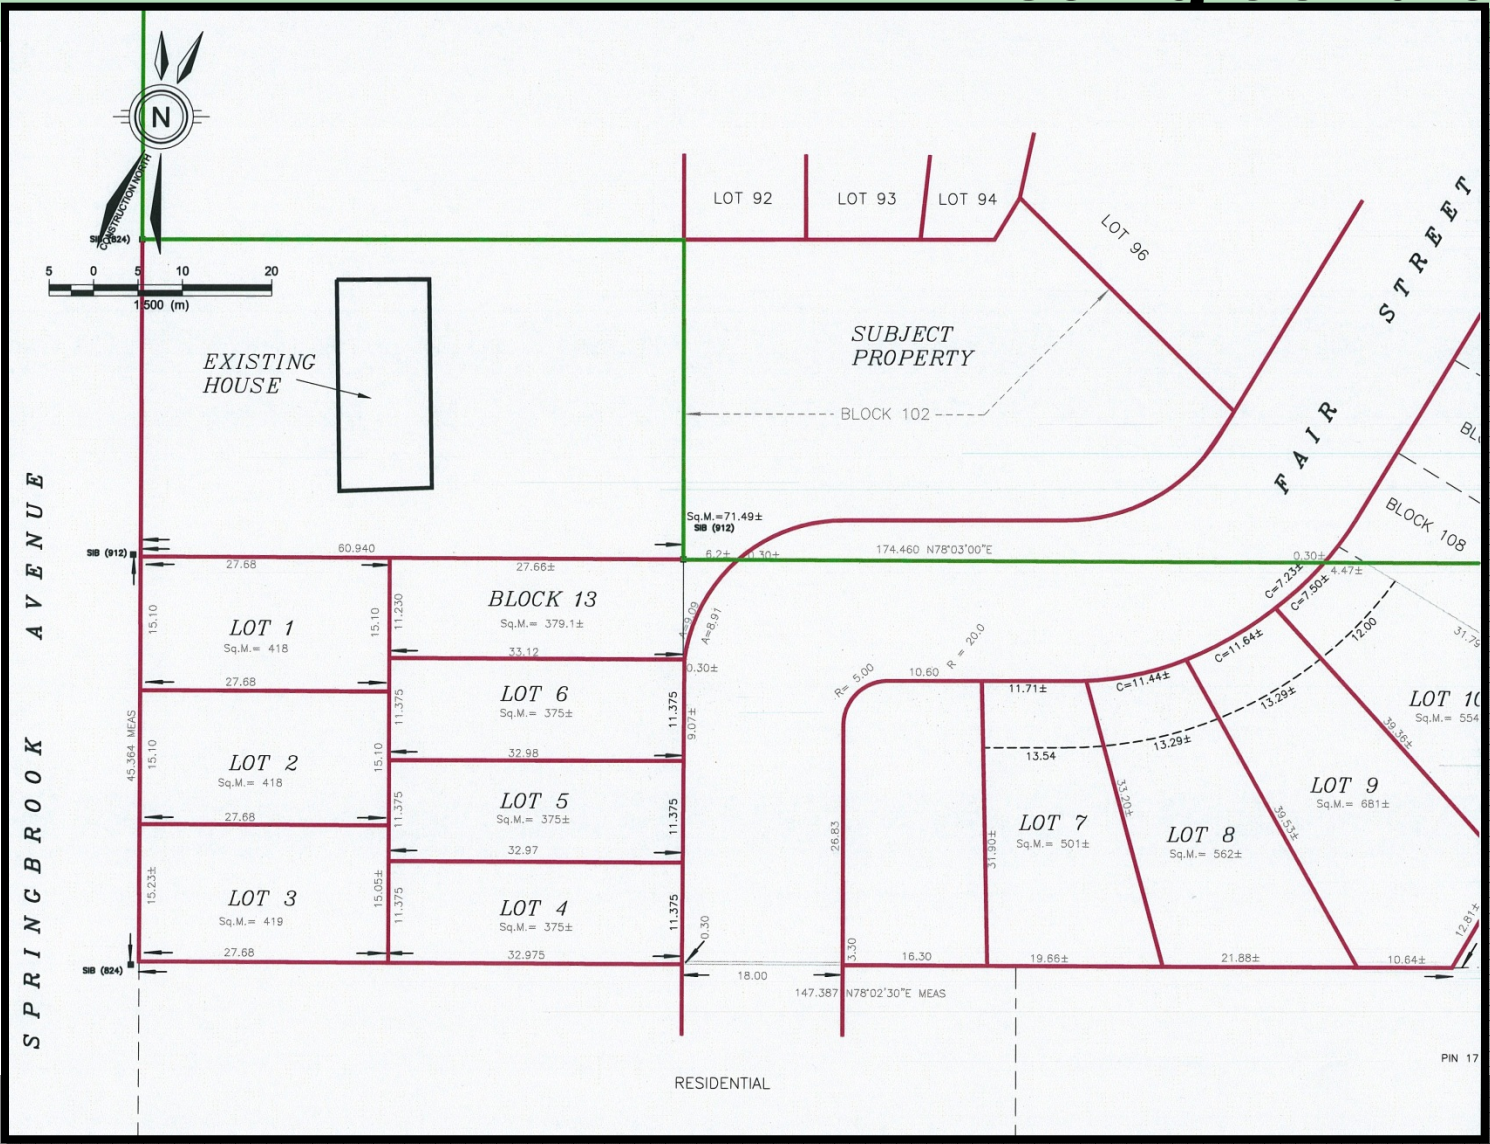 N
CONSTRUCTION NORTH
SIB (824)
5 0 5 10 20
1:500 (m)
LOT 92
LOT 93
LOT 94
LOT 96
FAIR STREET
EXISTING
HOUSE
SUBJECT
PROPERTY
BLOCK 102
BLOCK 108
SPRINGBROOK AVENUE
SIB (912)
Sq.M.=71.49±
SIB (912)
60.940
6.2±
0.30±
174.460 N78°03'00"E
0.30±
4.47±
27.68
27.66±
15.10
15.10
11.230
LOT 1
Sq.M.= 418
BLOCK 13
Sq.M.= 379.1±
33.12
A=9.09
A=8.91
0.30±
27.68
45.364 MEAS
15.10
15.10
LOT 2
Sq.M.= 418
11.375
LOT 6
Sq.M.= 375±
11.375
9.07±
32.98
27.68
11.375
LOT 5
Sq.M.= 375±
11.375
32.97
15.23±
15.05±
LOT 3
Sq.M.= 419
11.375
LOT 4
Sq.M.= 375±
11.375
0.30
27.68
32.975
SIB (824)
18.00
R= 5.00
10.60
R = 20.0
11.71±
C=11.44±
C=11.64±
C=7.23±
C=7.50±
12.00
31.79
13.54
13.29±
13.29±
26.83
31.90±
LOT 7
Sq.M.= 501±
33.20±
LOT 8
Sq.M.= 562±
39.53±
LOT 9
Sq.M.= 681±
39.36±
LOT 10
Sq.M.= 554
12.81±
3.30
16.30
19.66±
21.88±
10.64±
147.387 N78°02'30"E MEAS
PIN 17
RESIDENTIAL